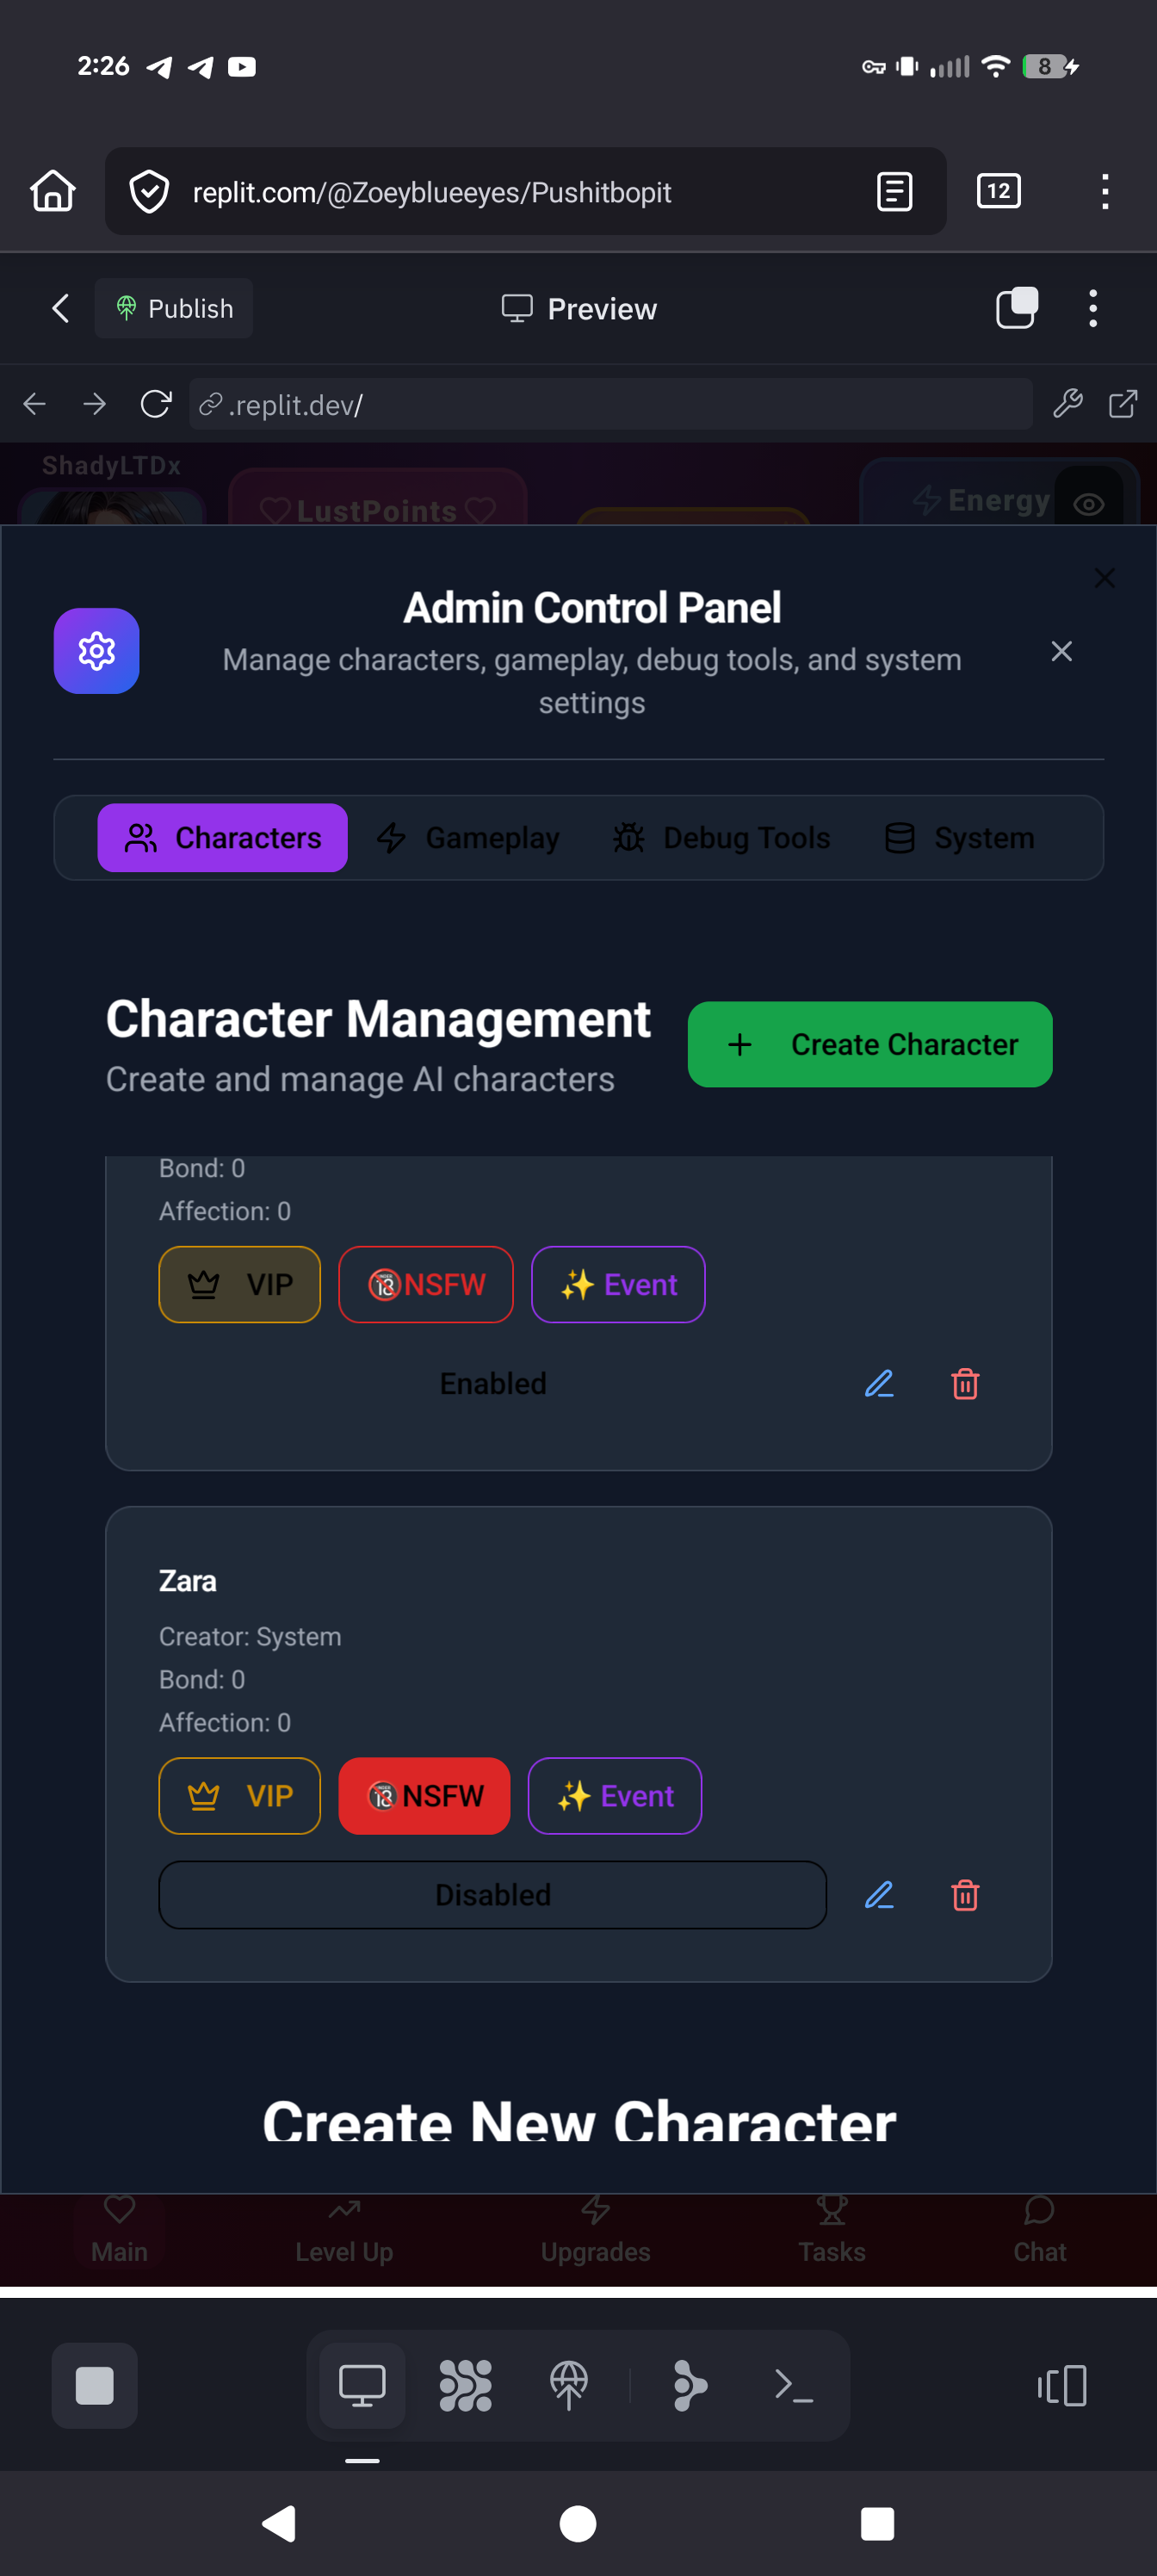 2:26
8
replit.com/@Zoeyblueeyes/Pushitbopit
12
Publish
Preview
.replit.dev/
ShadyLTDx
LustPoints
Energy
Admin Control Panel
Manage characters, gameplay, debug tools, and system
settings
Characters
Gameplay
Debug Tools
System
Character Management
Create and manage AI characters
Create Character
Bond: 0
Affection: 0
VIP
🔞NSFW
✨ Event
Enabled
Zara
Creator: System
Bond: 0
Affection: 0
VIP
🔞NSFW
✨ Event
Disabled
Create New Character
Main
Level Up
Upgrades
Tasks
Chat